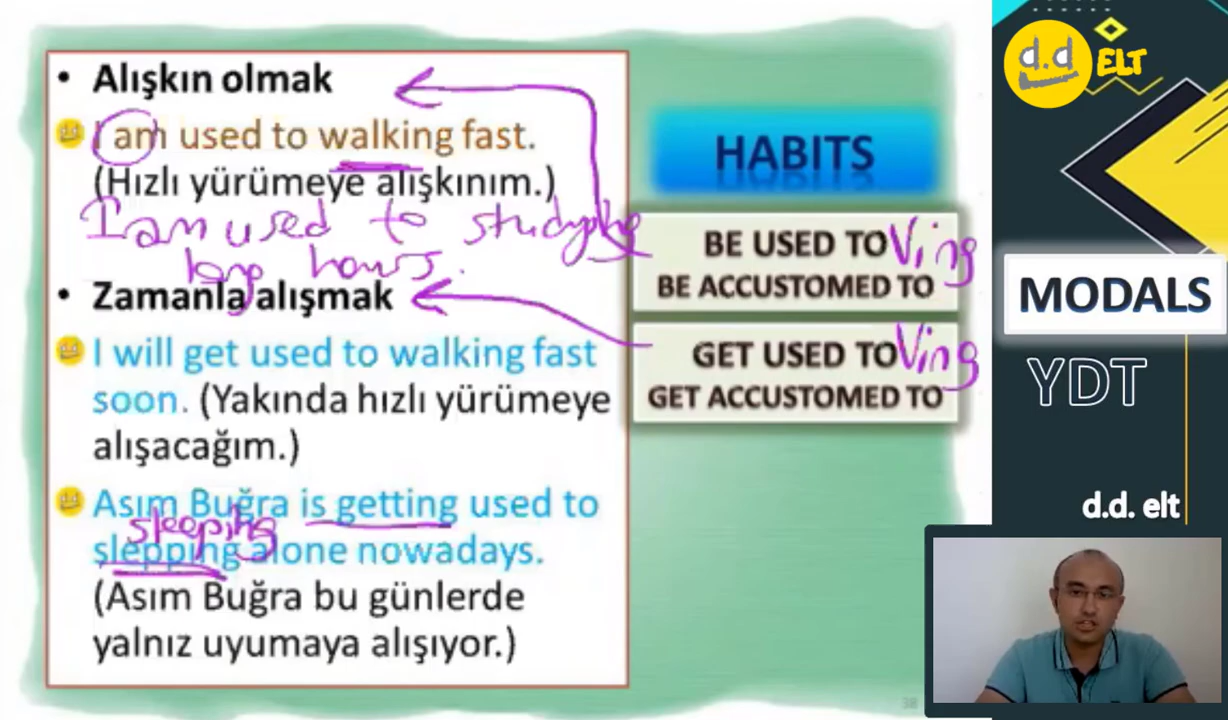 • Alışkın olmak
I am used to walking fast.
(Hızlı yürümeye alışkınım.)
I am used to studying
long hours.
• Zamanla alışmak
I will get used to walking fast
soon. (Yakında hızlı yürümeye
alışacağım.)
Asım Buğra is getting used to
sleeping
slepping alone nowadays.
(Asım Buğra bu günlerde
yalnız uyumaya alışıyor.)
HABITS
BE USED TO Ving
BE ACCUSTOMED TO
GET USED TO Ving
GET ACCUSTOMED TO
38
d.d ELT
MODALS
YDT
d.d. elt